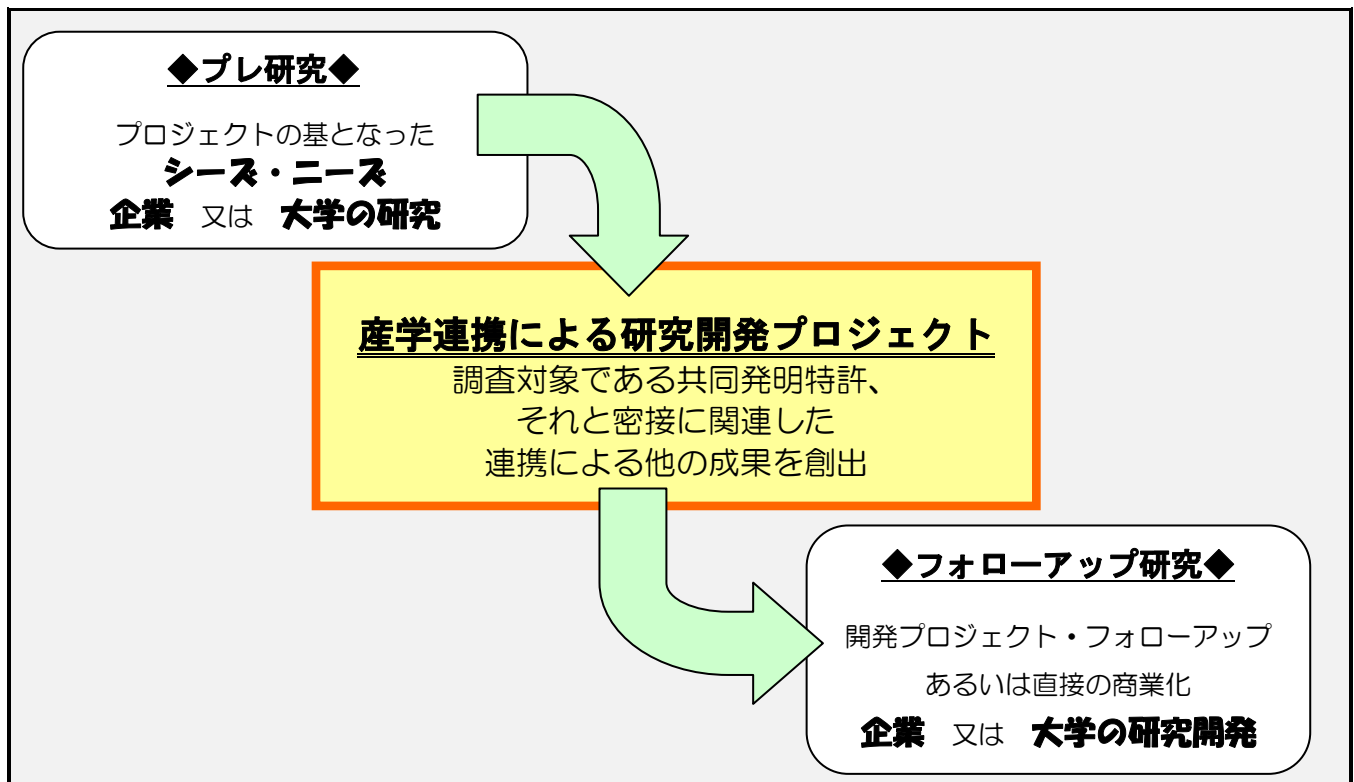 ◆プレ研究◆
プロジェクトの基となった
シーズ・ニーズ
企業 又は 大学の研究
産学連携による研究開発プロジェクト
調査対象である共同発明特許、
それと密接に関連した
連携による他の成果を創出
◆フォローアップ研究◆
開発プロジェクト・フォローアップ
あるいは直接の商業化
企業 又は 大学の研究開発